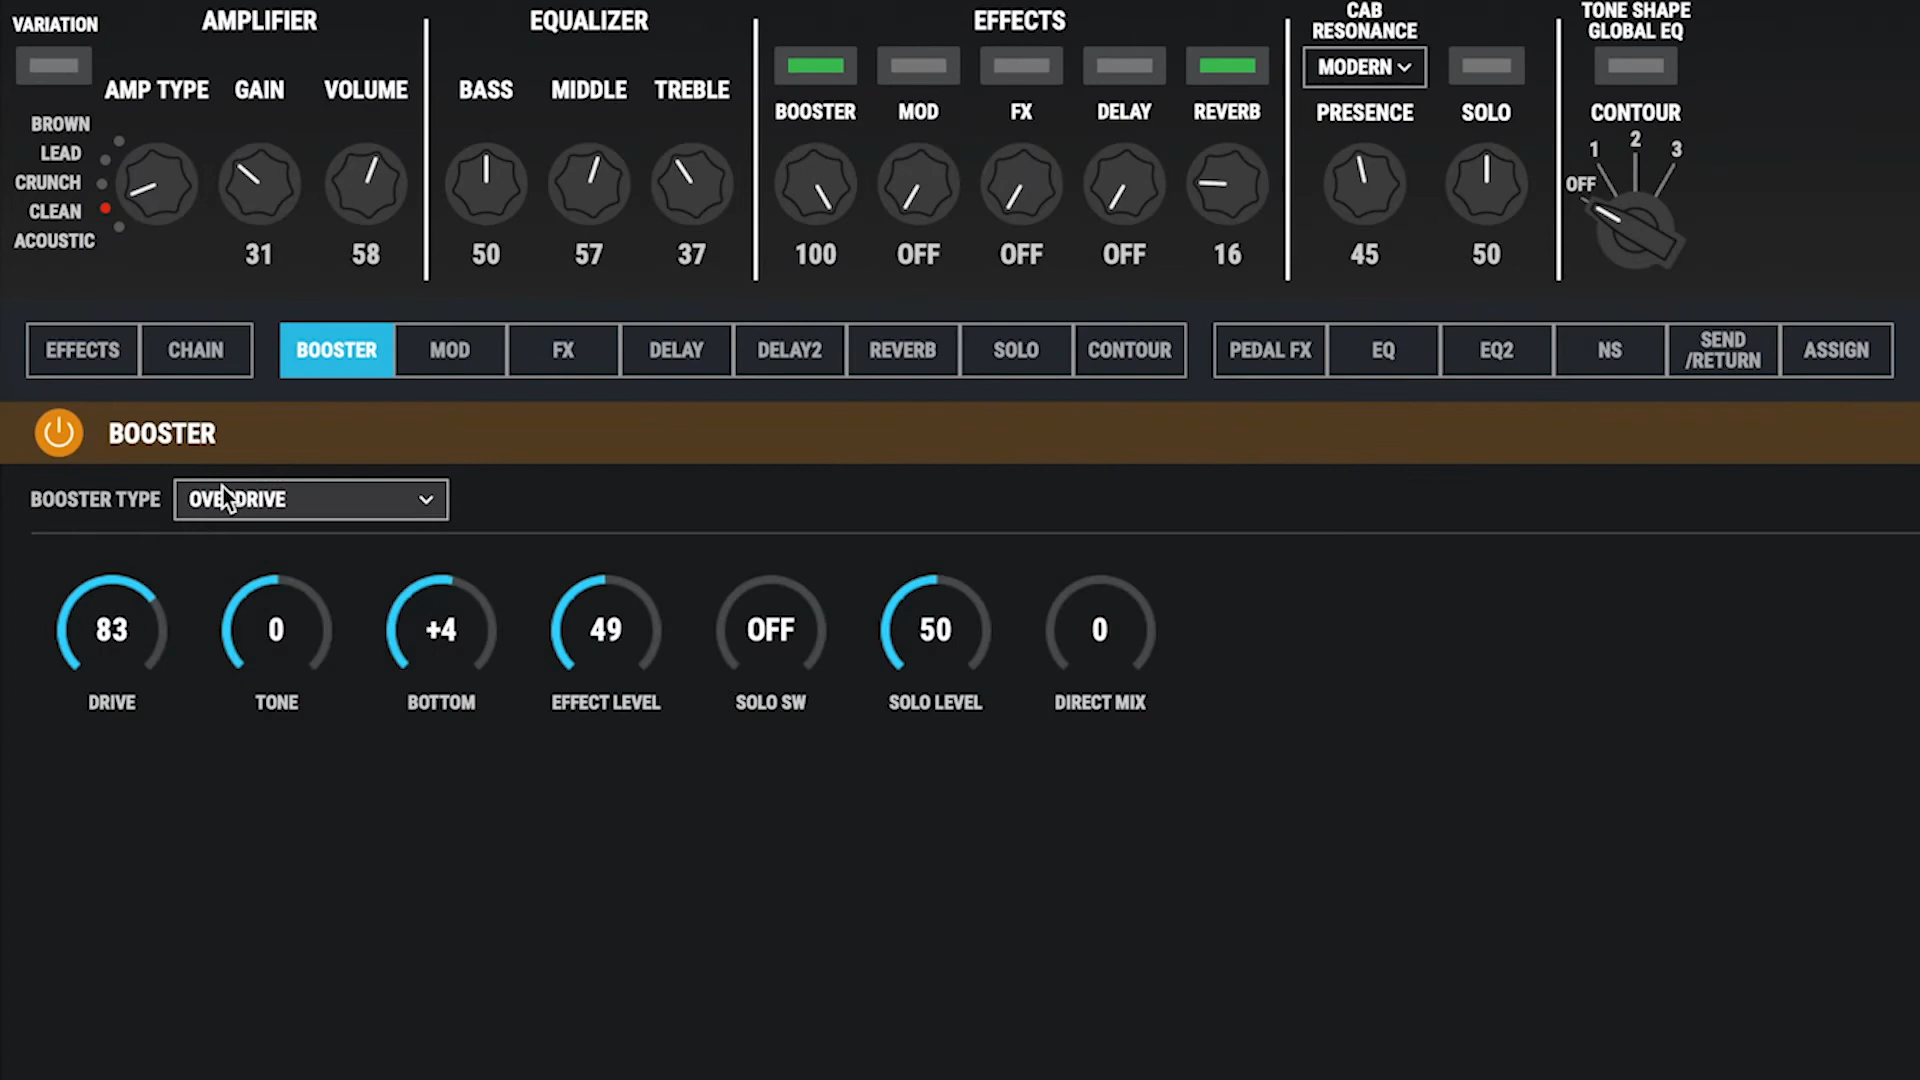 VARIATION
AMPLIFIER
AMP TYPE GAIN VOLUME
BROWN
LEAD
CRUNCH
CLEAN
ACOUSTIC
31 58
EQUALIZER
BASS MIDDLE TREBLE
50 57 37
EFFECTS
BOOSTER MOD FX DELAY REVERB
100 OFF OFF OFF 16
CAB
RESONANCE
MODERN
PRESENCE SOLO
45 50
TONE SHAPE
GLOBAL EQ
CONTOUR
OFF 1 2 3
EFFECTS CHAIN BOOSTER MOD FX DELAY DELAY2 REVERB SOLO CONTOUR PEDAL FX EQ EQ2 NS SEND /RETURN ASSIGN
BOOSTER
BOOSTER TYPE OVERDRIVE
83 0 +4 49 OFF 50 0
DRIVE TONE BOTTOM EFFECT LEVEL SOLO SW SOLO LEVEL DIRECT MIX